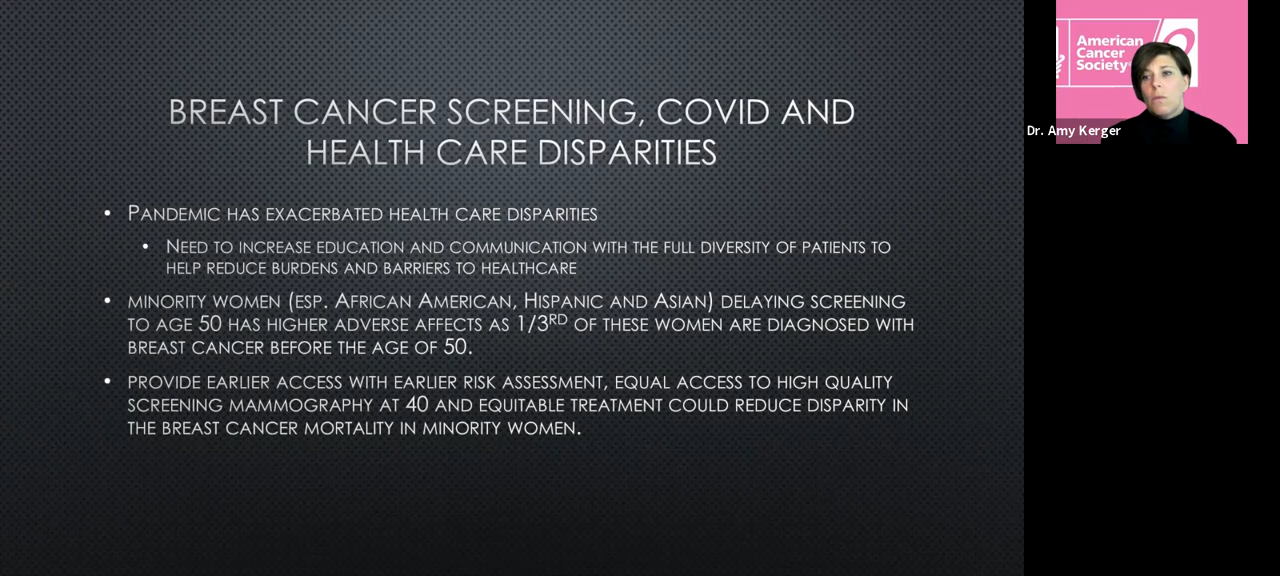 BREAST CANCER SCREENING, COVID AND
HEALTH CARE DISPARITIES
• PANDEMIC HAS EXACERBATED HEALTH CARE DISPARITIES
• NEED TO INCREASE EDUCATION AND COMMUNICATION WITH THE FULL DIVERSITY OF PATIENTS TO
HELP REDUCE BURDENS AND BARRIERS TO HEALTHCARE
• MINORITY WOMEN (ESP. AFRICAN AMERICAN, HISPANIC AND ASIAN) DELAYING SCREENING
TO AGE 50 HAS HIGHER ADVERSE AFFECTS AS 1/3RD OF THESE WOMEN ARE DIAGNOSED WITH
BREAST CANCER BEFORE THE AGE OF 50.
• PROVIDE EARLIER ACCESS WITH EARLIER RISK ASSESSMENT, EQUAL ACCESS TO HIGH QUALITY
SCREENING MAMMOGRAPHY AT 40 AND EQUITABLE TREATMENT COULD REDUCE DISPARITY IN
THE BREAST CANCER MORTALITY IN MINORITY WOMEN.
American
Cancer
Society
Dr. Amy Kerger